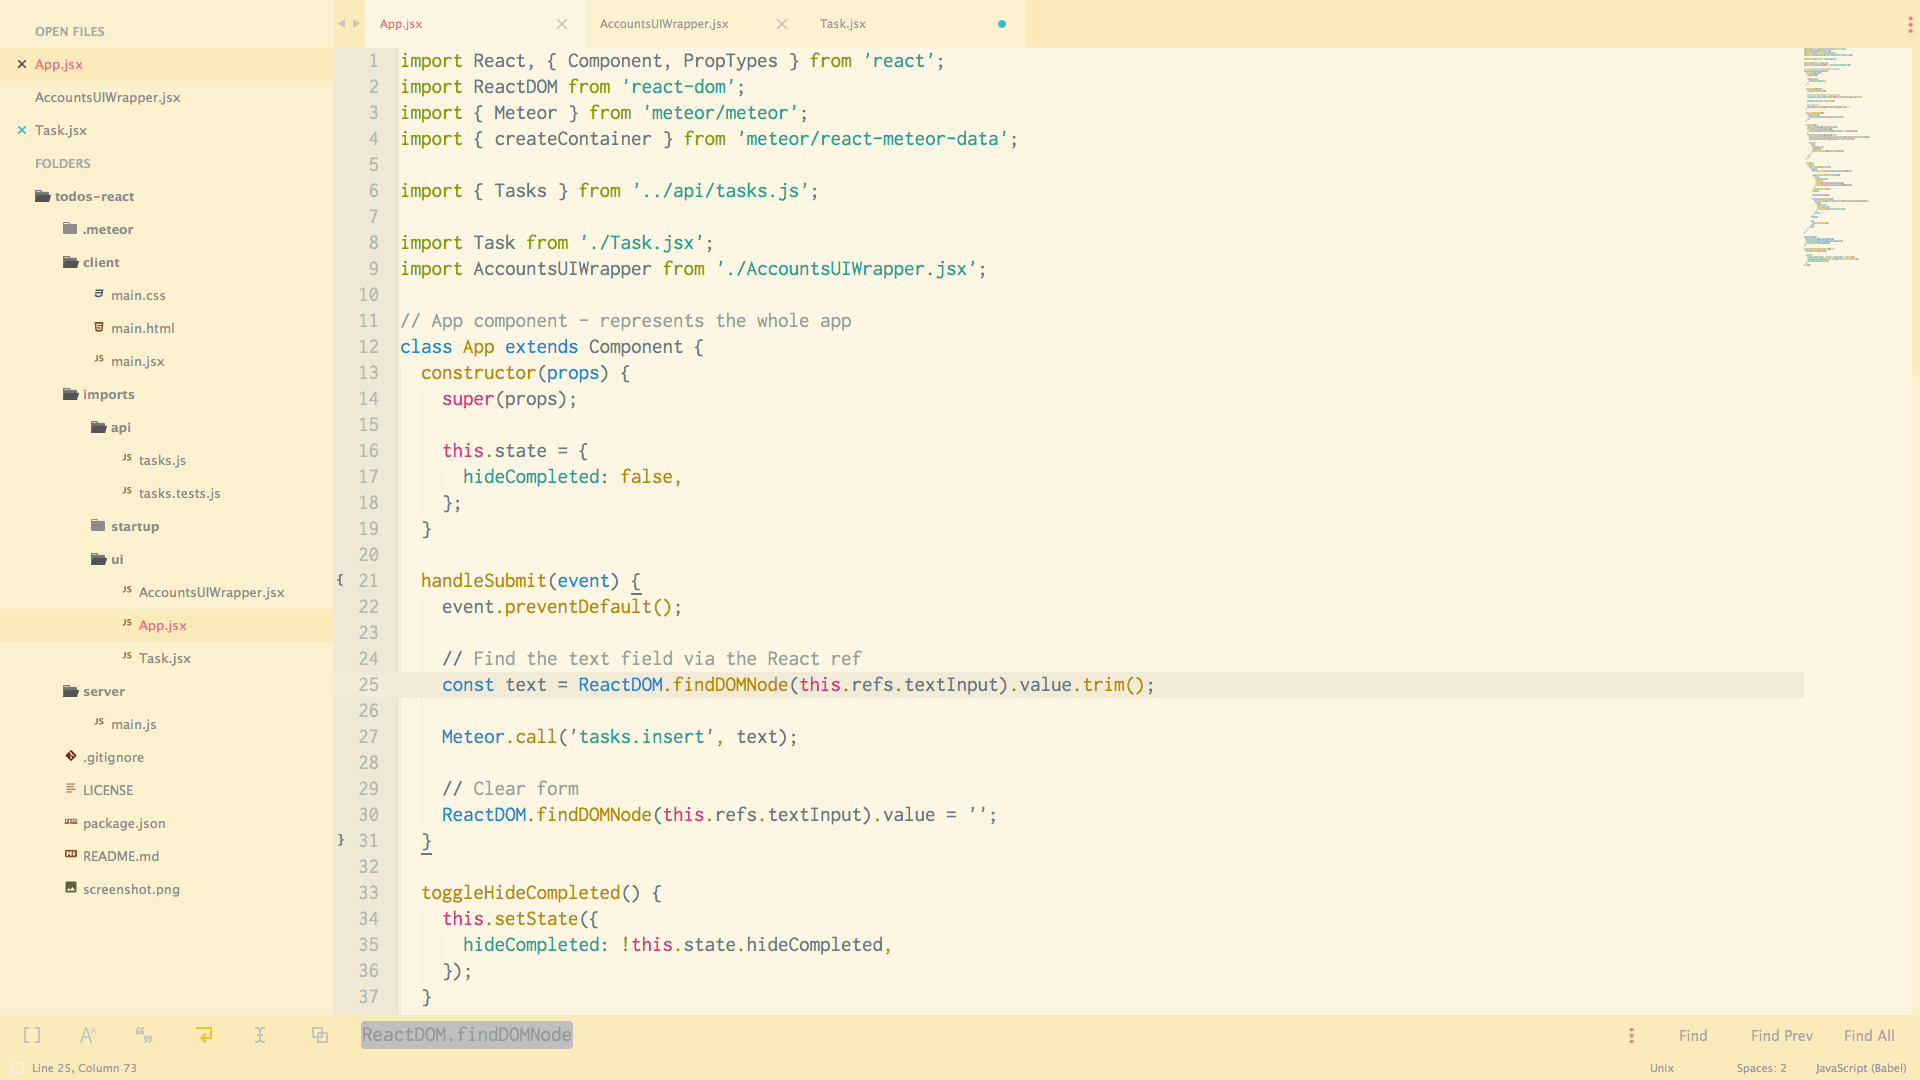 OPEN FILES
App.jsx
AccountsUIWrapper.jsx
Task.jsx
FOLDERS
todos-react
.meteor
client
main.css
main.html
main.jsx
imports
api
JS tasks.js
JS tasks.tests.js
startup
ui
JS AccountsUIWrapper.jsx
JS App.jsx
JS Task.jsx
server
JS main.js
.gitignore
LICENSE
package.json
README.md
screenshot.png
App.jsx
AccountsUIWrapper.jsx
Task.jsx
1 import React, { Component, PropTypes } from 'react';
2 import ReactDOM from 'react-dom';
3 import { Meteor } from 'meteor/meteor';
4 import { createContainer } from 'meteor/react-meteor-data';
5
6 import { Tasks } from '../api/tasks.js';
7
8 import Task from './Task.jsx';
9 import AccountsUIWrapper from './AccountsUIWrapper.jsx';
10
11 // App component - represents the whole app
12 class App extends Component {
13 constructor(props) {
14 super(props);
15
16 this.state = {
17 hideCompleted: false,
18 };
19 }
20
{ 21 handleSubmit(event) {
22 event.preventDefault();
23
24 // Find the text field via the React ref
25 const text = ReactDOM.findDOMNode(this.refs.textInput).value.trim();
26
27 Meteor.call('tasks.insert', text);
28
29 // Clear form
30 ReactDOM.findDOMNode(this.refs.textInput).value = '';
} 31 }
32
33 toggleHideCompleted() {
34 this.setState({
35 hideCompleted: !this.state.hideCompleted,
36 });
37 }
ReactDOM.findDOMNode
Find Find Prev Find All
Line 25, Column 73
Unix Spaces: 2 JavaScript (Babel)